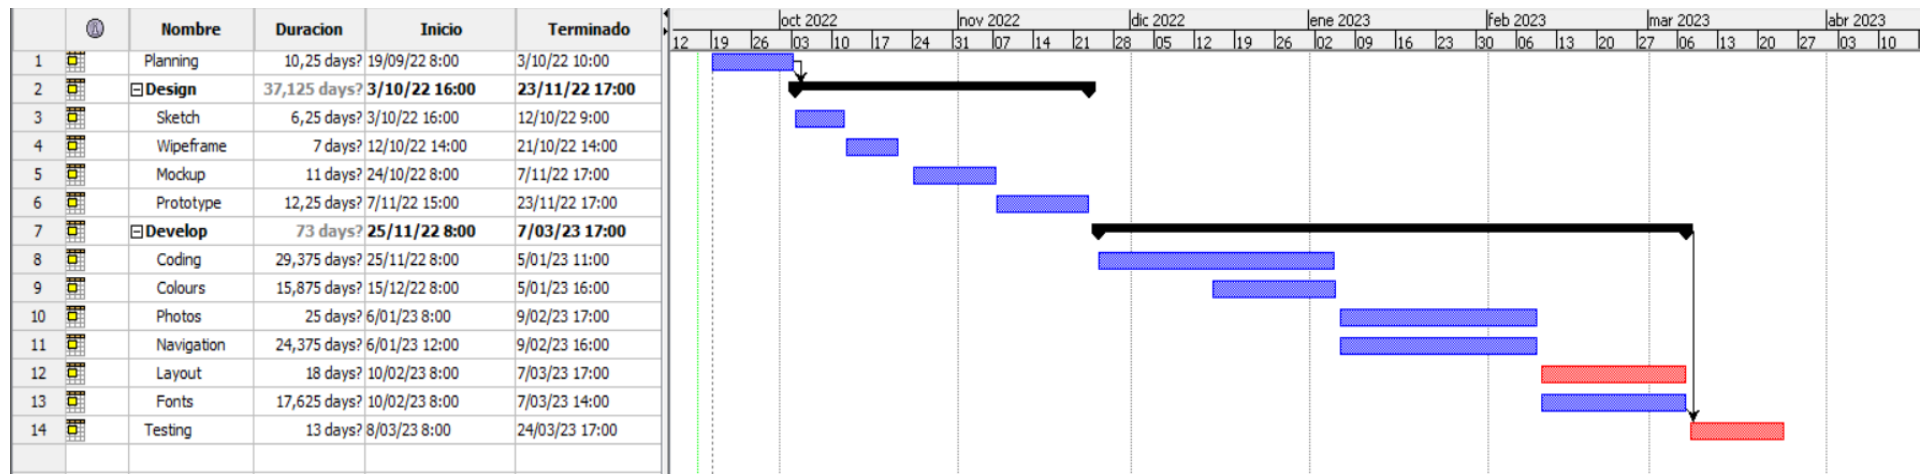 Nombre Duracion Inicio Terminado
oct 2022 nov 2022 dic 2022 ene 2023 feb 2023 mar 2023 abr 2023
12 19 26 03 10 17 24 31 07 14 21 28 05 12 19 26 02 09 16 23 30 06 13 20 27 06 13 20 27 03 10
1 Planning 10,25 days? 19/09/22 8:00 3/10/22 10:00
2 Design 37,125 days? 3/10/22 16:00 23/11/22 17:00
3 Sketch 6,25 days? 3/10/22 16:00 12/10/22 9:00
4 Wipeframe 7 days? 12/10/22 14:00 21/10/22 14:00
5 Mockup 11 days? 24/10/22 8:00 7/11/22 17:00
6 Prototype 12,25 days? 7/11/22 15:00 23/11/22 17:00
7 Develop 73 days? 25/11/22 8:00 7/03/23 17:00
8 Coding 29,375 days? 25/11/22 8:00 5/01/23 11:00
9 Colours 15,875 days? 15/12/22 8:00 5/01/23 16:00
10 Photos 25 days? 6/01/23 8:00 9/02/23 17:00
11 Navigation 24,375 days? 6/01/23 12:00 9/02/23 16:00
12 Layout 18 days? 10/02/23 8:00 7/03/23 17:00
13 Fonts 17,625 days? 10/02/23 8:00 7/03/23 14:00
14 Testing 13 days? 8/03/23 8:00 24/03/23 17:00